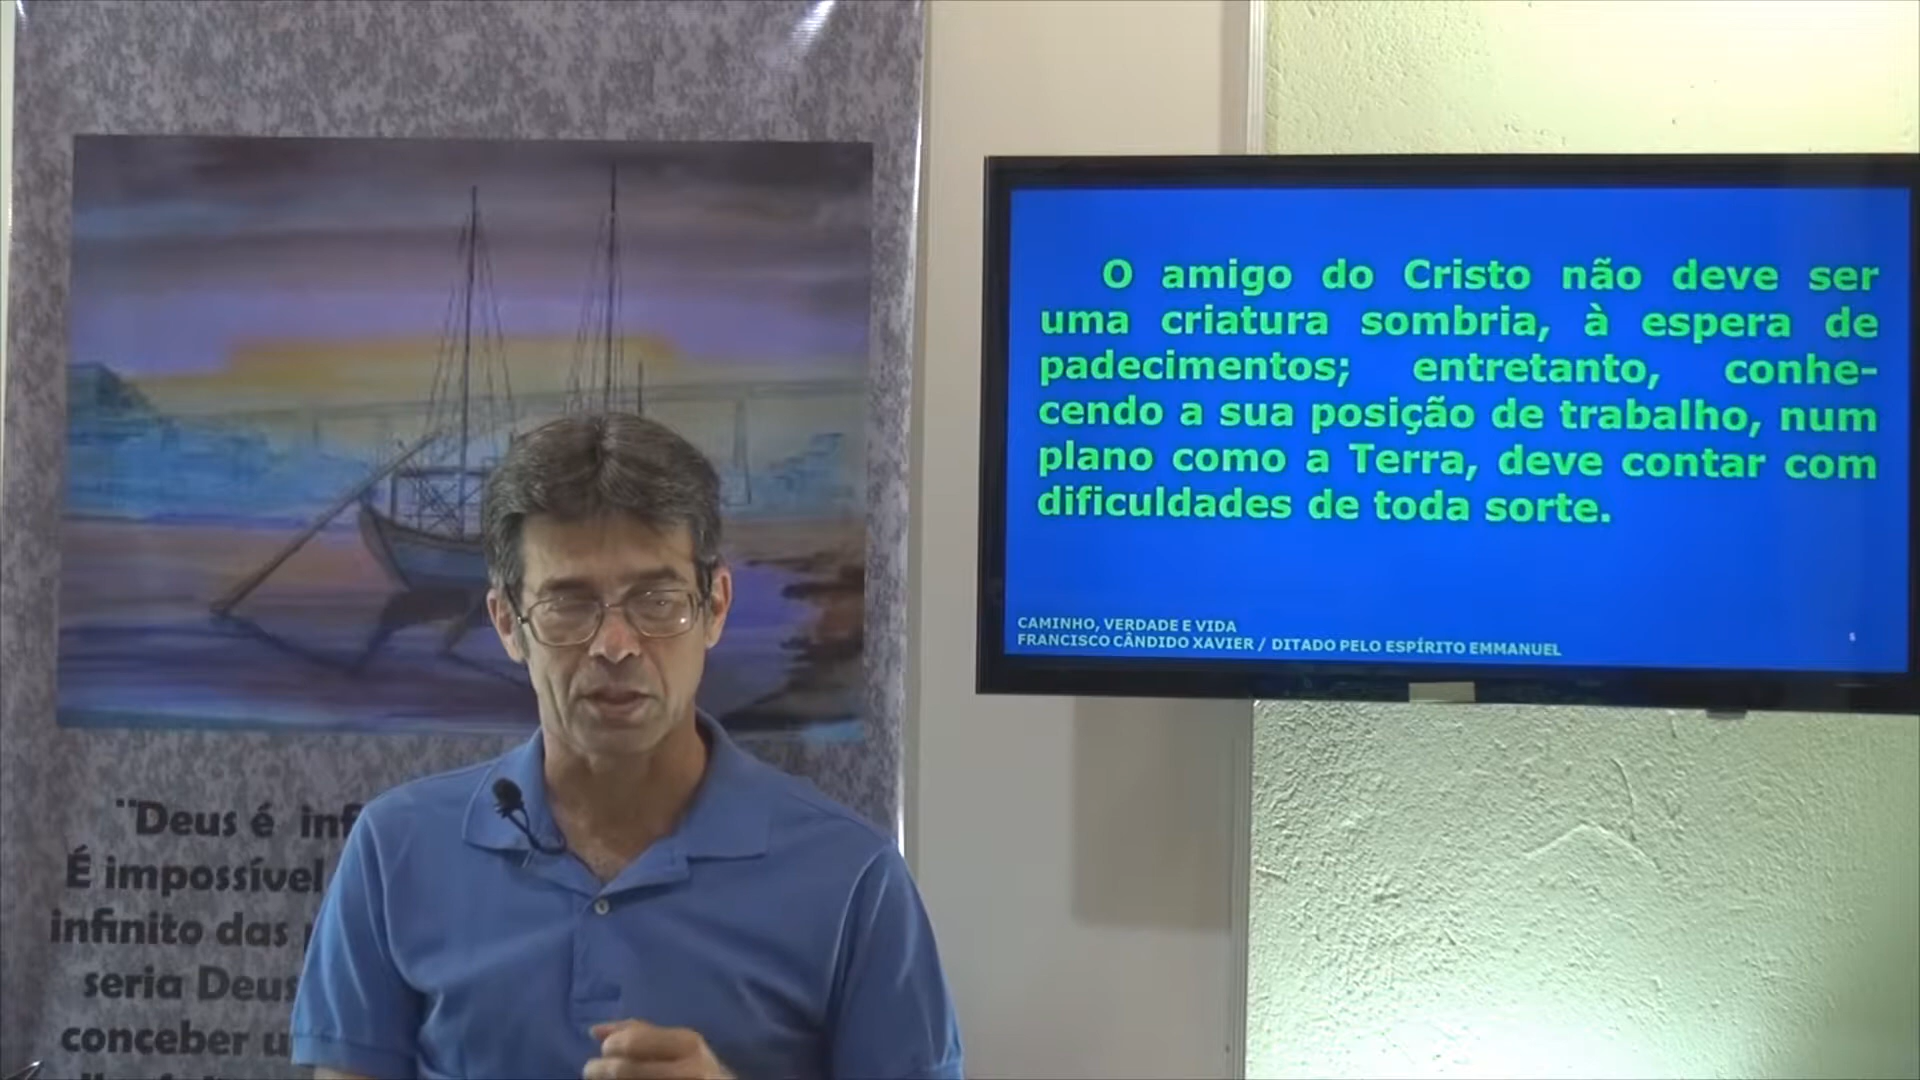 O amigo do Cristo não deve ser
uma criatura sombria, à espera de
padecimentos; entretanto, conhe-
cendo a sua posição de trabalho, num
plano como a Terra, deve contar com
dificuldades de toda sorte.
CAMINHO, VERDADE E VIDA
FRANCISCO CÂNDIDO XAVIER / DITADO PELO ESPÍRITO EMMANUEL
¨Deus é
É impossível
infinito das
seria Deus
conceber